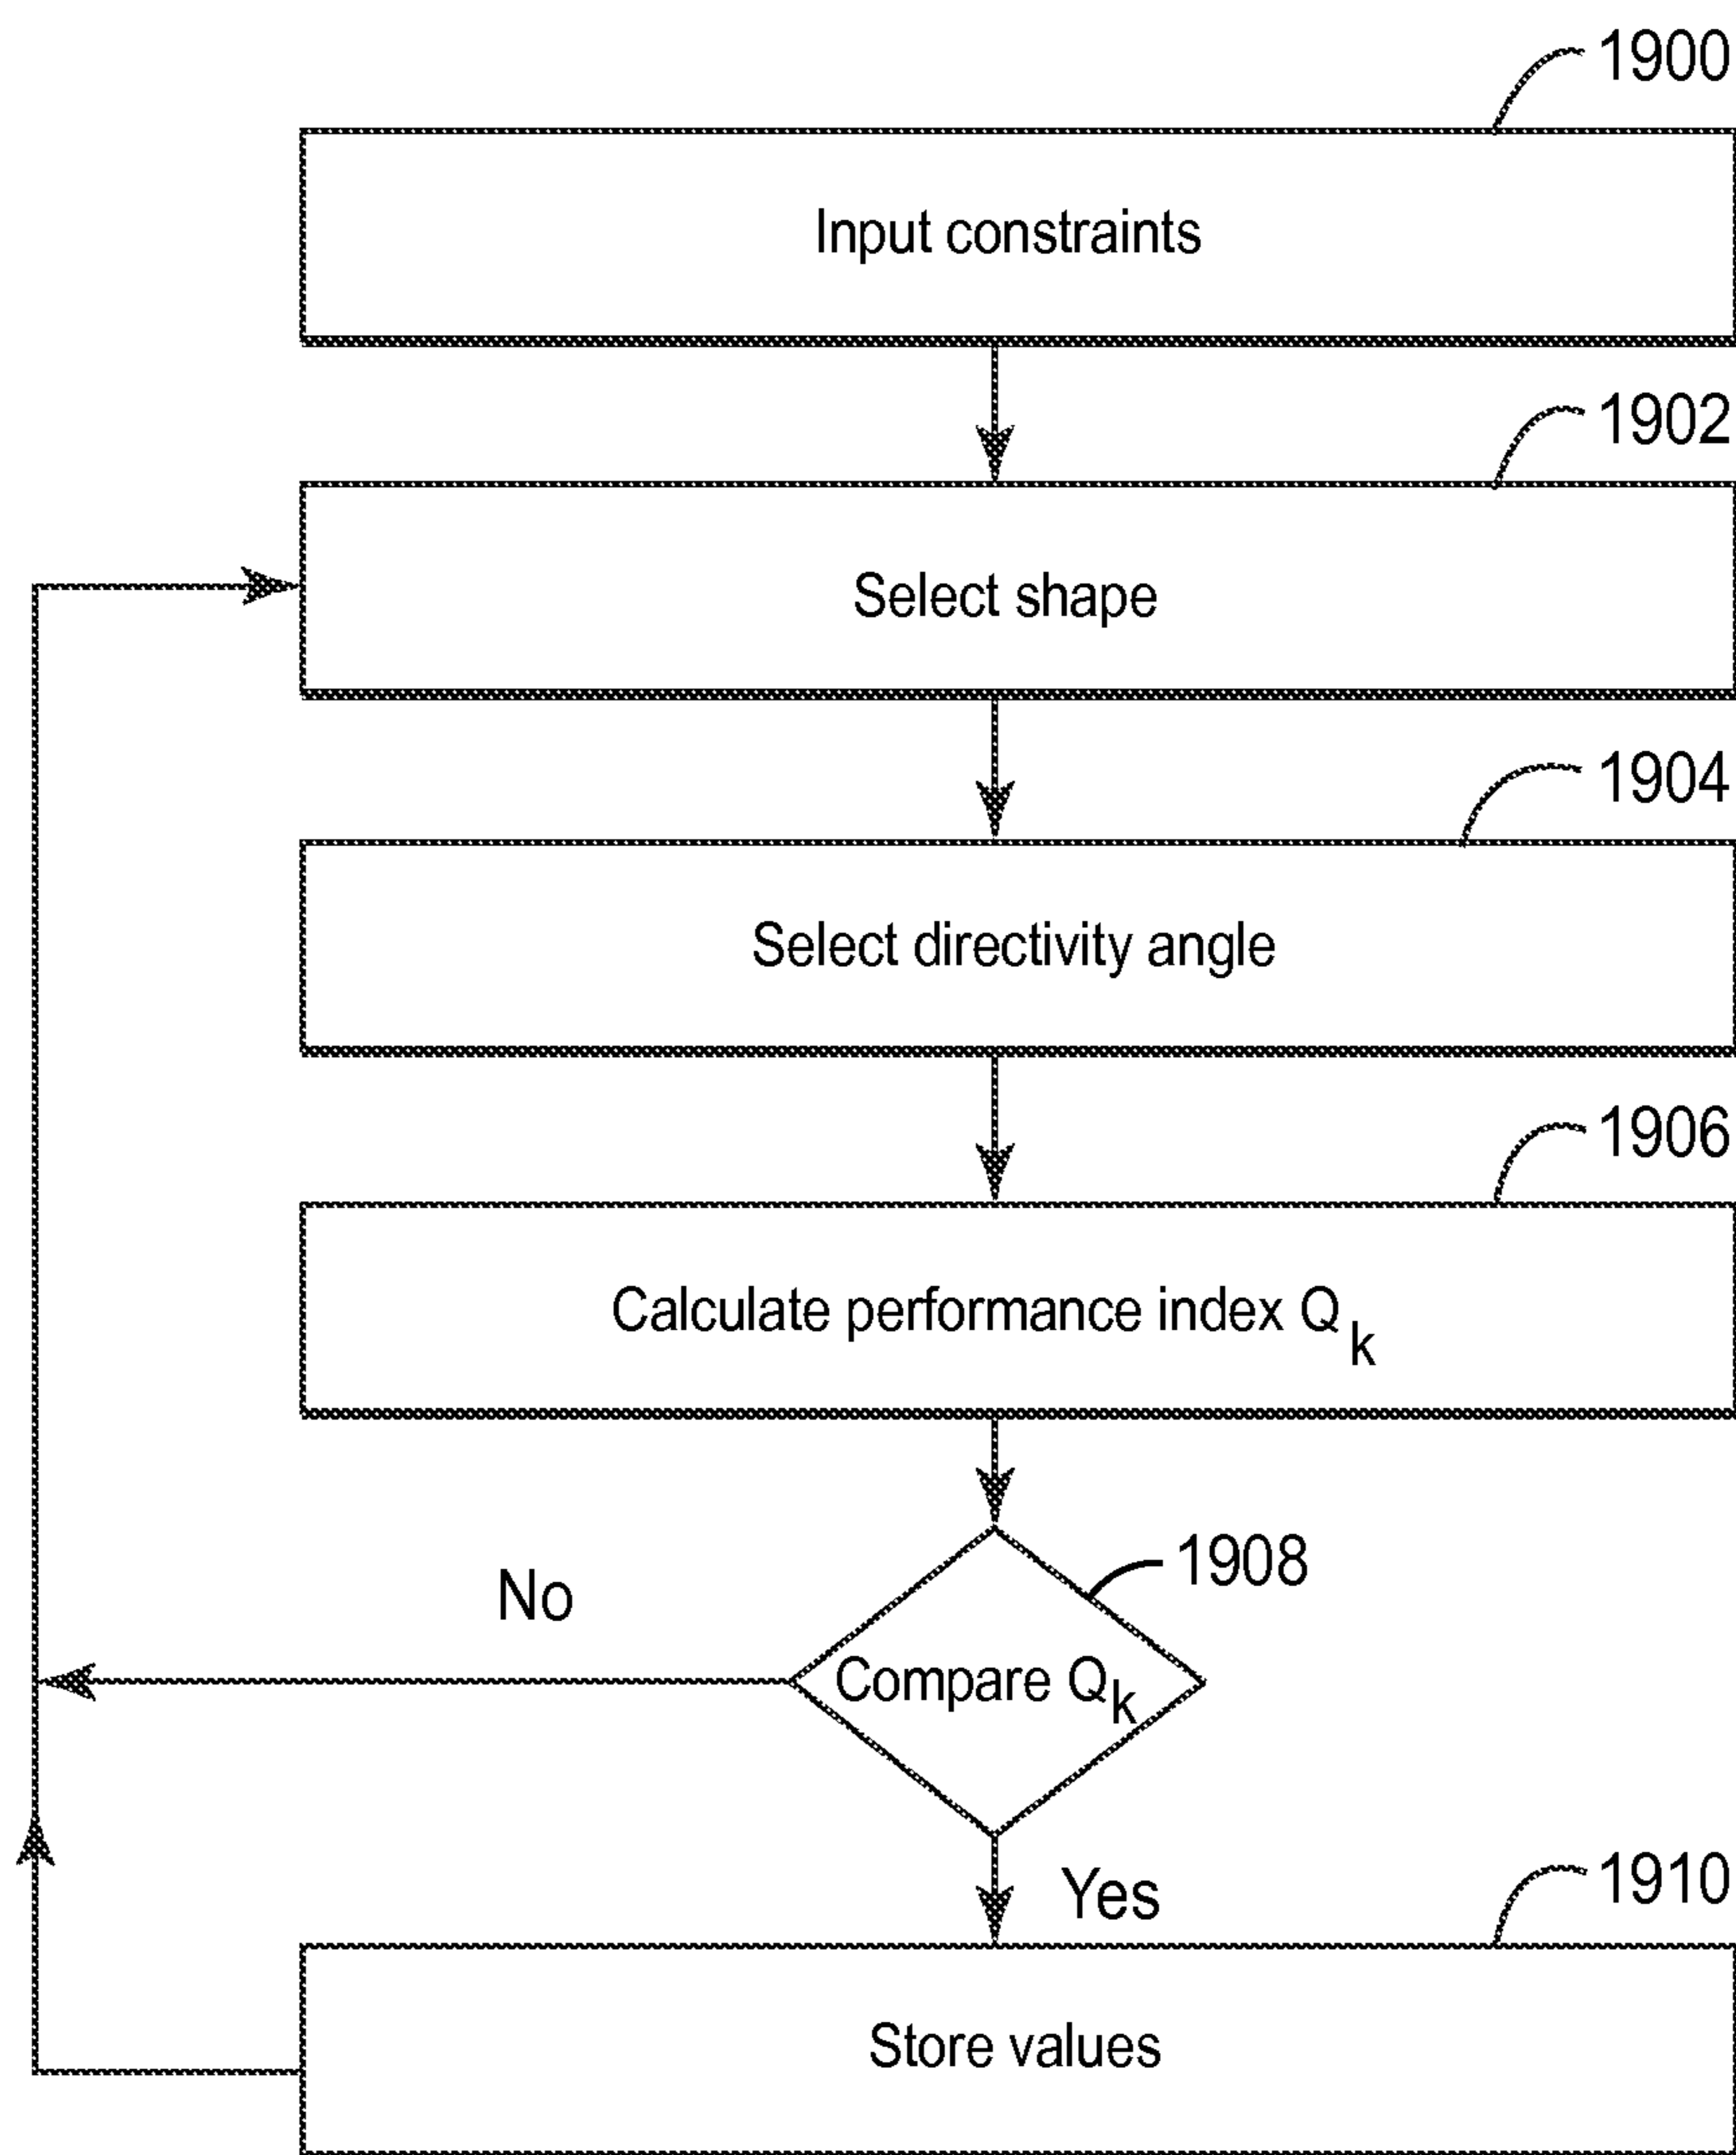 1900
Input constraints
1902
Select shape
1904
Select directivity angle
1906
Calculate performance index Qk
1908
No
Compare Qk
Yes
1910
Store values